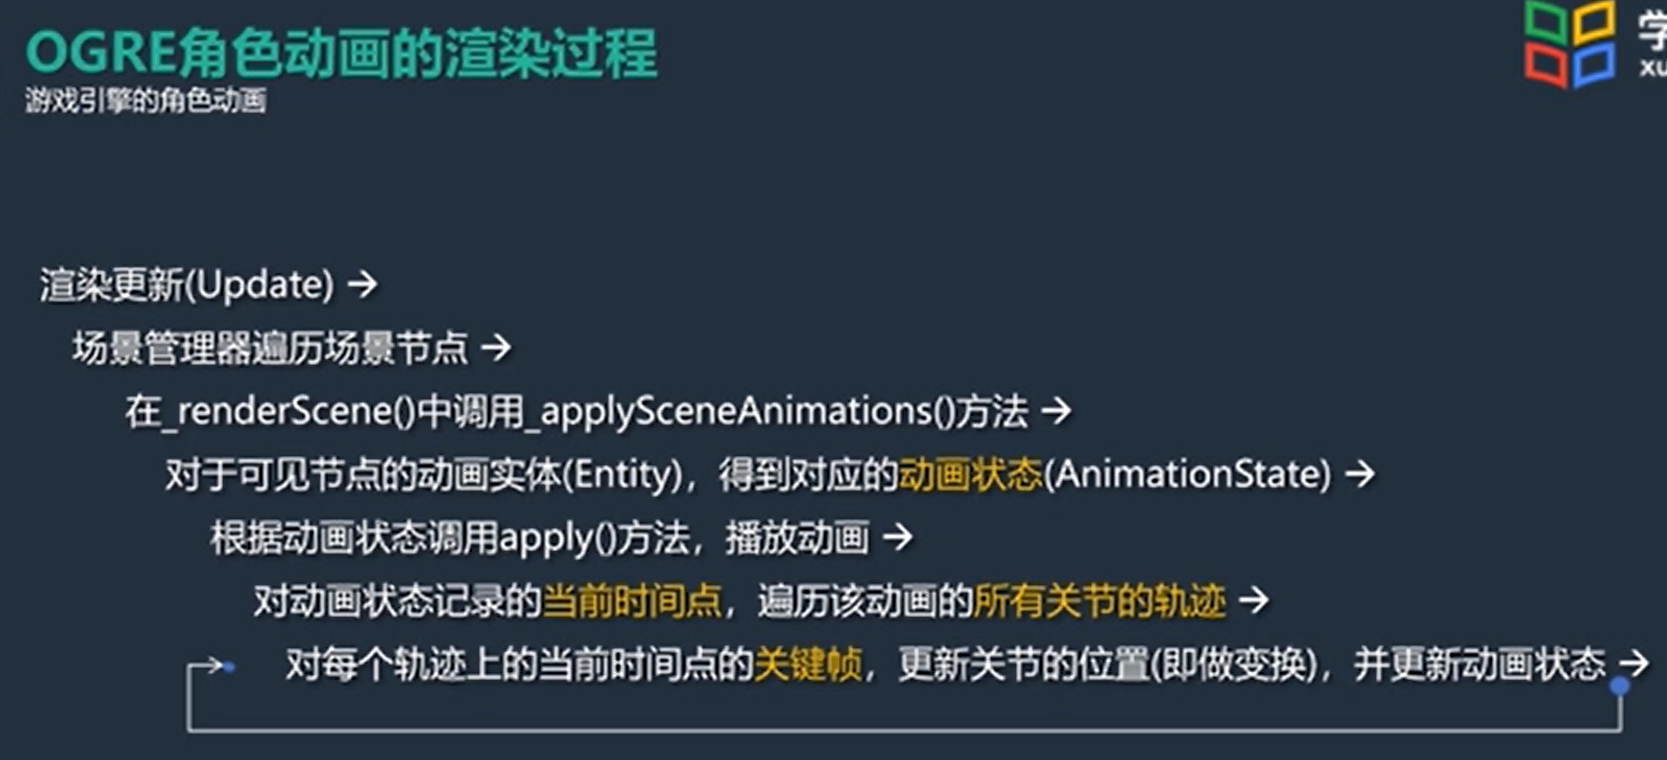 OGRE角色动画的渲染过程
游戏引擎的角色动画
学
xu
渲染更新(Update) →
场景管理器遍历场景节点 →
在_renderScene()中调用_applySceneAnimations()方法 →
对于可见节点的动画实体(Entity)，得到对应的动画状态(AnimationState) →
根据动画状态调用apply()方法，播放动画 →
对动画状态记录的当前时间点，遍历该动画的所有关节的轨迹 →
对每个轨迹上的当前时间点的关键帧，更新关节的位置(即做变换)，并更新动画状态 →